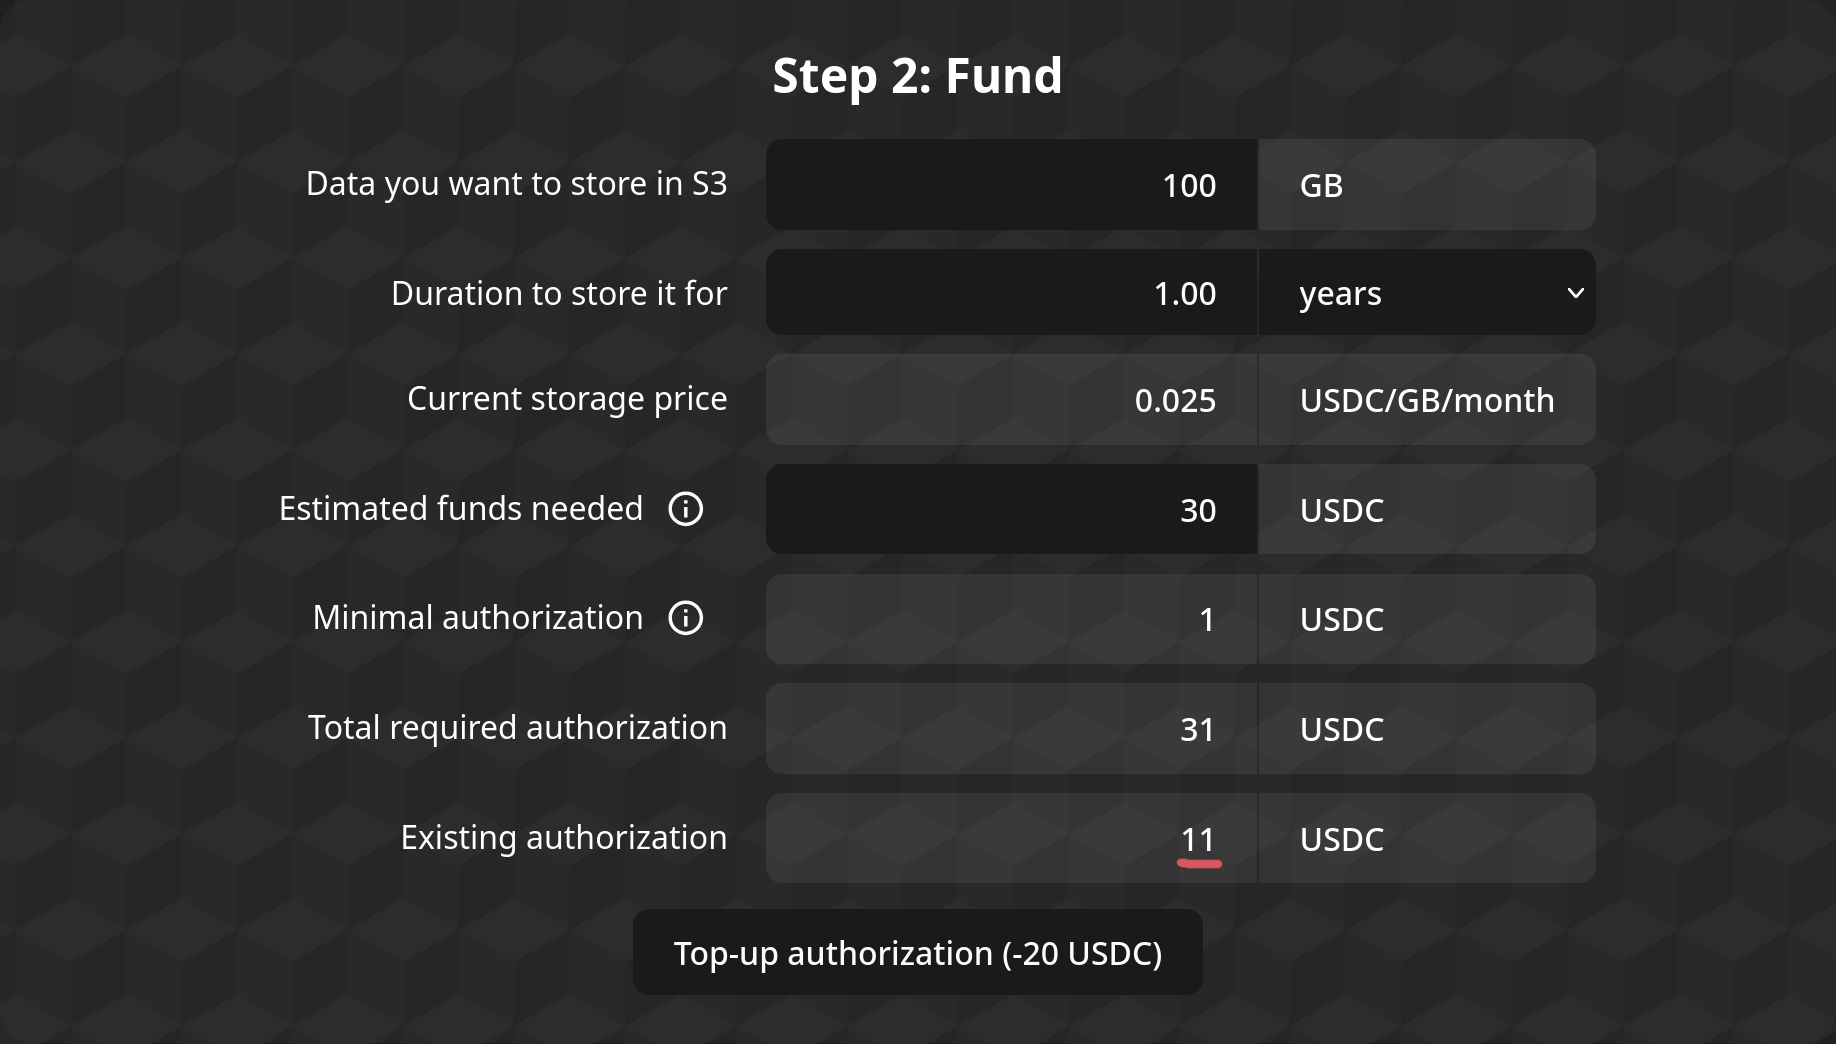 Step 2: Fund
Data you want to store in S3 100 GB
Duration to store it for 1.00 years
Current storage price 0.025 USDC/GB/month
Estimated funds needed 30 USDC
Minimal authorization 1 USDC
Total required authorization 31 USDC
Existing authorization 11 USDC
Top-up authorization (-20 USDC)